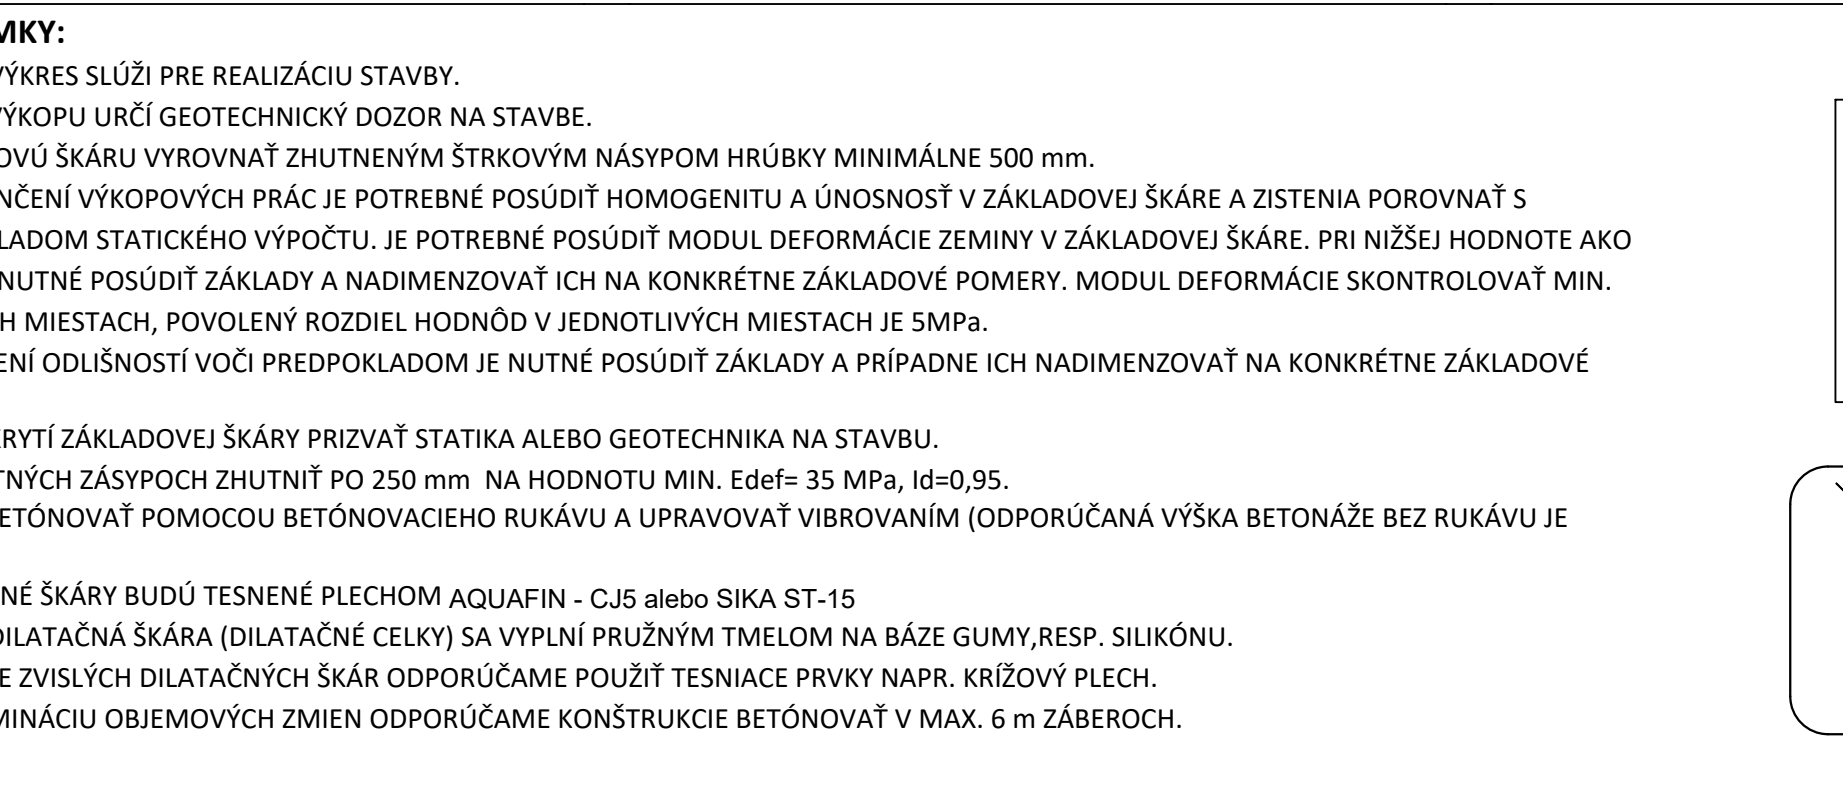 MKY:
VÝKRES SLÚŽI PRE REALIZÁCIU STAVBY.
VÝKOPU URČÍ GEOTECHNICKÝ DOZOR NA STAVBE.
OVÚ ŠKÁRU VYROVNAŤ ZHUTNENÝM ŠTRKOVÝM NÁSYPOM HRÚBKY MINIMÁLNE 500 mm.
NČENÍ VÝKOPOVÝCH PRÁC JE POTREBNÉ POSÚDIŤ HOMOGENITU A ÚNOSNOSŤ V ZÁKLADOVEJ ŠKÁRE A ZISTENIA POROVNAŤ S
LADOM STATICKÉHO VÝPOČTU. JE POTREBNÉ POSÚDIŤ MODUL DEFORMÁCIE ZEMINY V ZÁKLADOVEJ ŠKÁRE. PRI NIŽŠEJ HODNOTE AKO
NUTNÉ POSÚDIŤ ZÁKLADY A NADIMENZOVAŤ ICH NA KONKRÉTNE ZÁKLADOVÉ POMERY. MODUL DEFORMÁCIE SKONTROLOVAŤ MIN.
H MIESTACH, POVOLENÝ ROZDIEL HODNÔD V JEDNOTLIVÝCH MIESTACH JE 5MPa.
ENÍ ODLIŠNOSTÍ VOČI PREDPOKLADOM JE NUTNÉ POSÚDIŤ ZÁKLADY A PRÍPADNE ICH NADIMENZOVAŤ NA KONKRÉTNE ZÁKLADOVÉ
RYTÍ ZÁKLADOVEJ ŠKÁRY PRIZVAŤ STATIKA ALEBO GEOTECHNIKA NA STAVBU.
TNÝCH ZÁSYPOCH ZHUTNIŤ PO 250 mm  NA HODNOTU MIN. Edef= 35 MPa, Id=0,95.
ETÓNOVAŤ POMOCOU BETÓNOVACIEHO RUKÁVU A UPRAVOVAŤ VIBROVANÍM (ODPORÚČANÁ VÝŠKA BETONÁŽE BEZ RUKÁVU JE
NÉ ŠKÁRY BUDÚ TESNENÉ PLECHOM AQUAFIN - CJ5 alebo SIKA ST-15
DILATAČNÁ ŠKÁRA (DILATAČNÉ CELKY) SA VYPLNÍ PRUŽNÝM TMELOM NA BÁZE GUMY,RESP. SILIKÓNU.
E ZVISLÝCH DILATAČNÝCH ŠKÁR ODPORÚČAME POUŽIŤ TESNIACE PRVKY NAPR. KRÍŽOVÝ PLECH.
MINÁCIU OBJEMOVÝCH ZMIEN ODPORÚČAME KONŠTRUKCIE BETÓNOVAŤ V MAX. 6 m ZÁBEROCH.